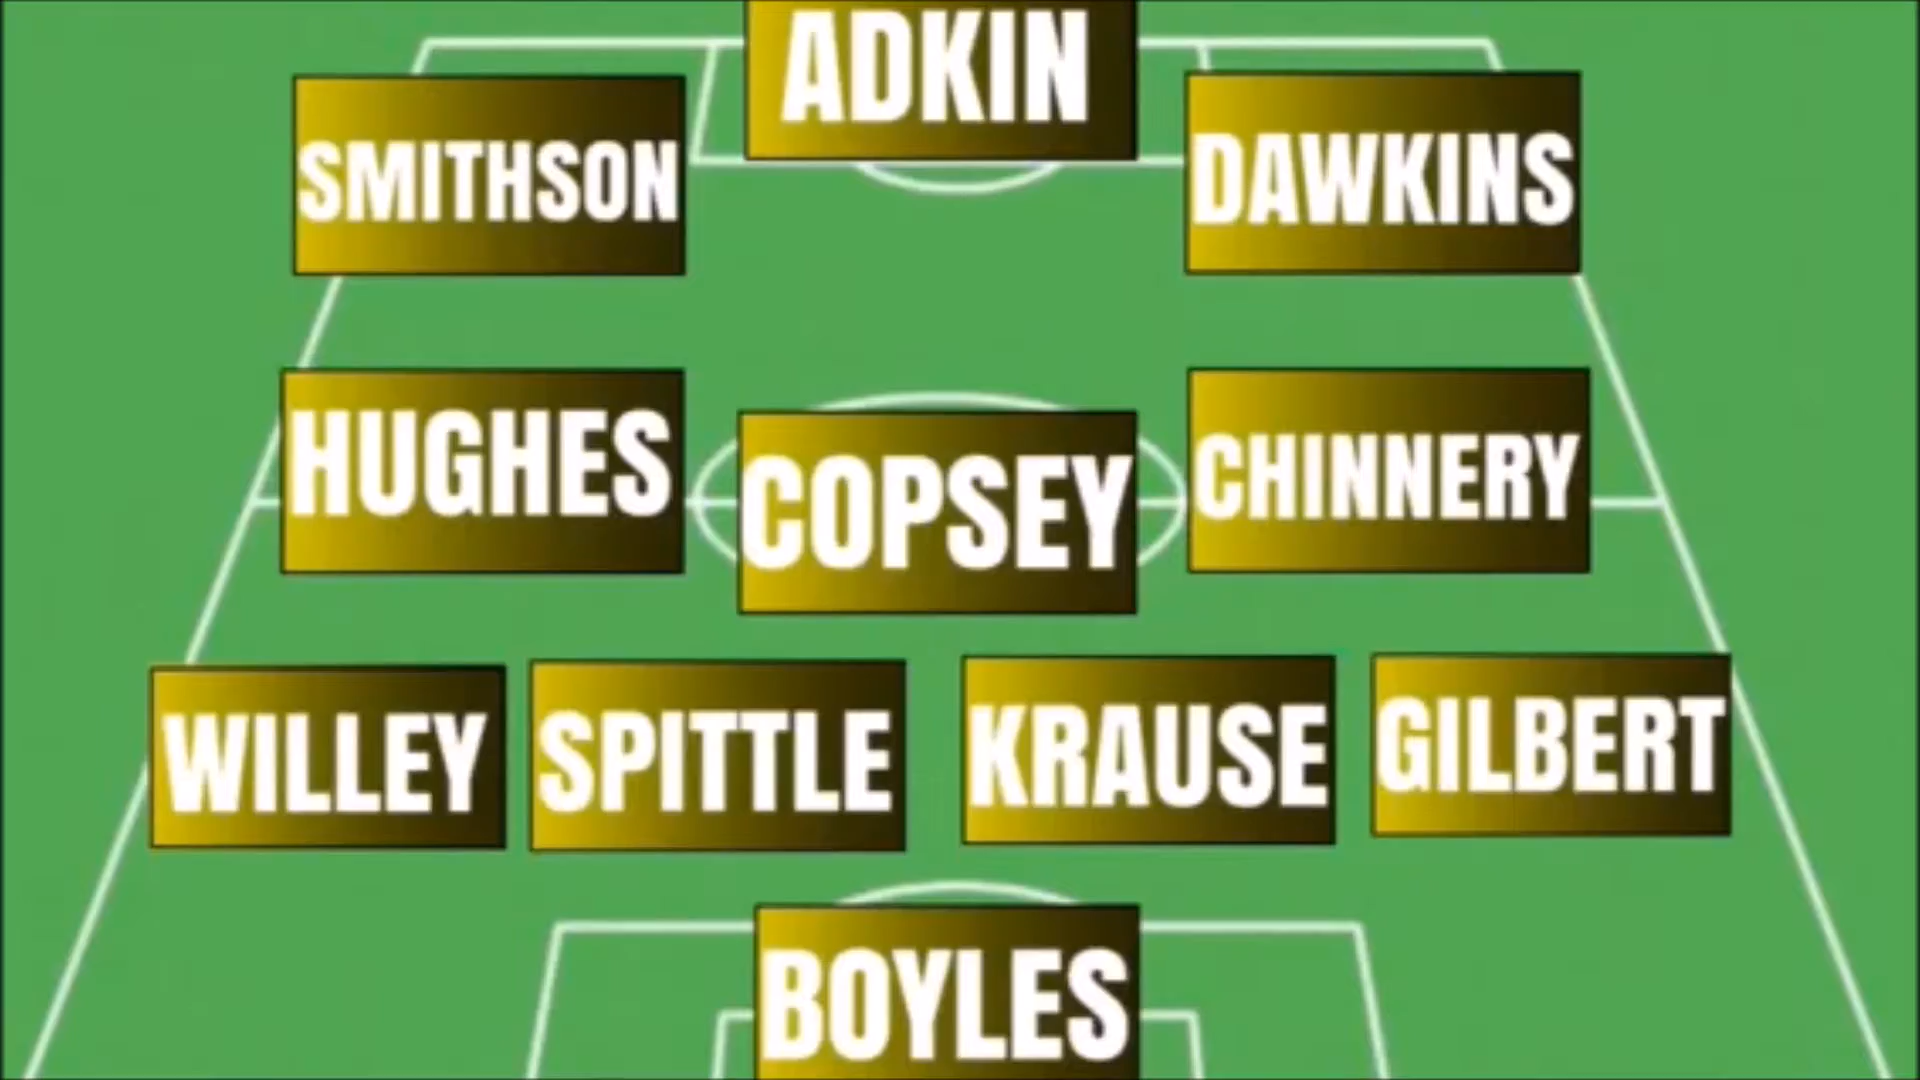 ADKIN
SMITHSON
DAWKINS
HUGHES
COPSEY
CHINNERY
WILLEY
SPITTLE
KRAUSE
GILBERT
BOYLES